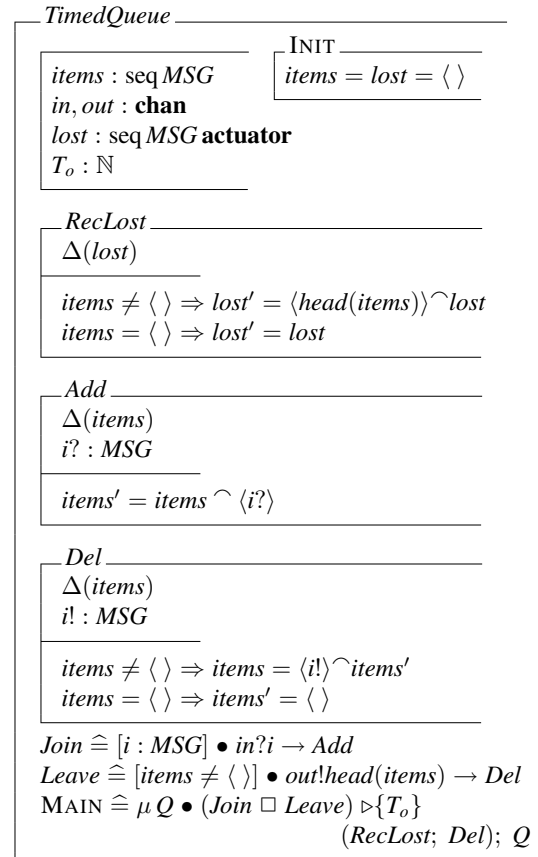 TimedQueue
items : seq MSG
in, out : chan
lost : seq MSG actuator
Tₒ : ℕ
INIT
items = lost = ⟨ ⟩
RecLost
Δ(lost)
items ≠ ⟨ ⟩ ⇒ lost′ = ⟨head(items)⟩⌢lost
items = ⟨ ⟩ ⇒ lost′ = lost
Add
Δ(items)
i? : MSG
items′ = items ⌢ ⟨i?⟩
Del
Δ(items)
i! : MSG
items ≠ ⟨ ⟩ ⇒ items = ⟨i!⟩⌢items′
items = ⟨ ⟩ ⇒ items′ = ⟨ ⟩
Join ≙ [i : MSG] • in?i → Add
Leave ≙ [items ≠ ⟨ ⟩] • out!head(items) → Del
MAIN ≙ μ Q • (Join □ Leave) ▷{Tₒ}
(RecLost; Del); Q